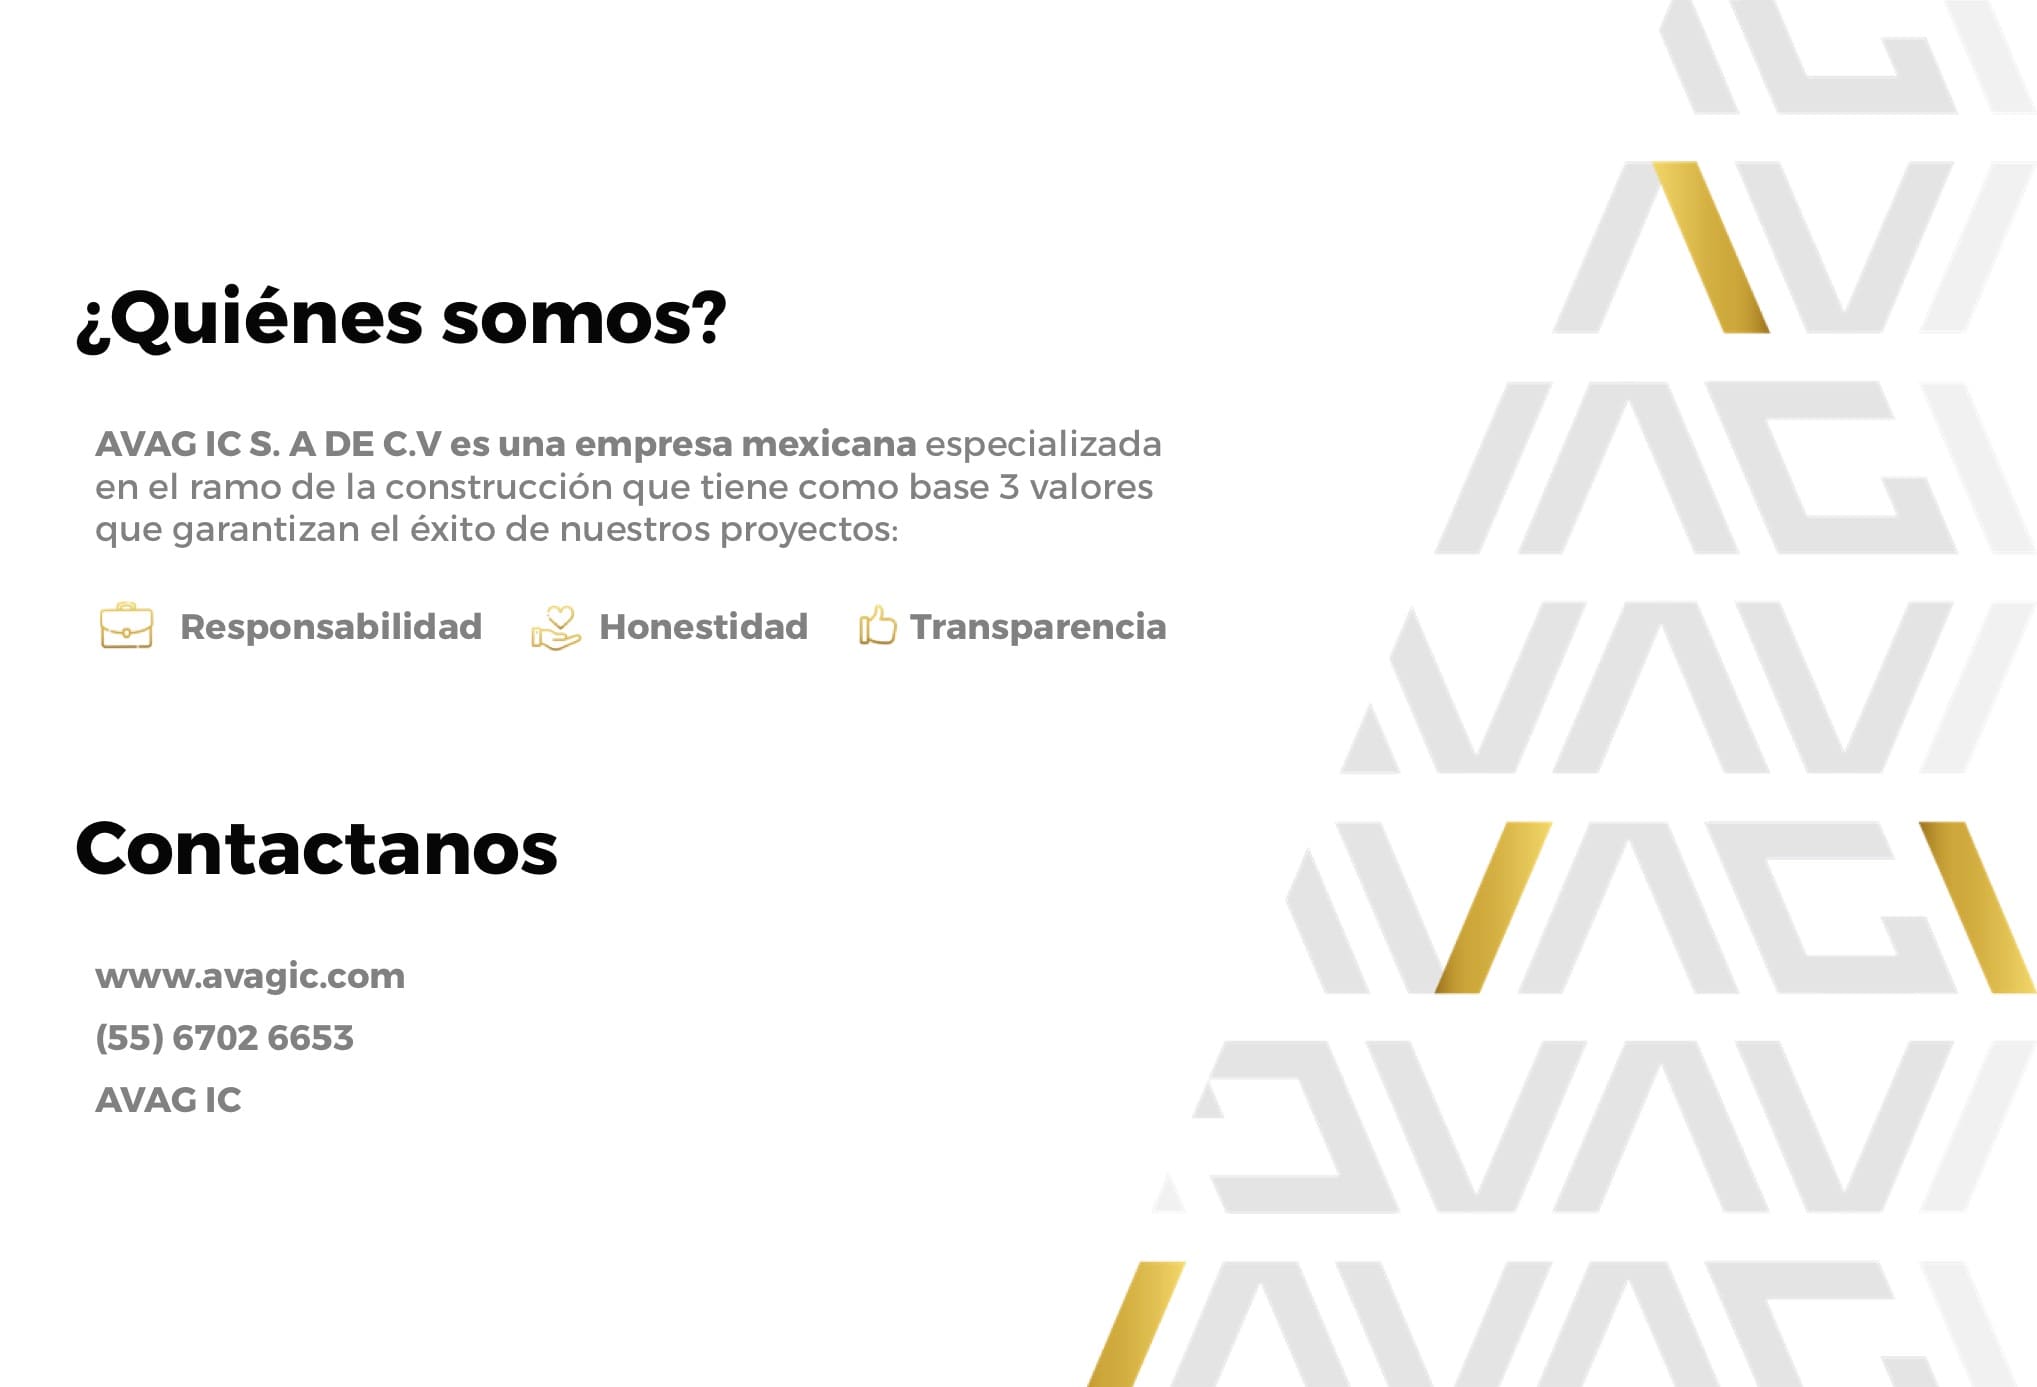 ¿Quiénes somos?
AVAG IC S. A DE C.V es una empresa mexicana especializada
en el ramo de la construcción que tiene como base 3 valores
que garantizan el éxito de nuestros proyectos:
Responsabilidad Honestidad Transparencia
Contactanos
www.avagic.com
(55) 6702 6653
AVAG IC